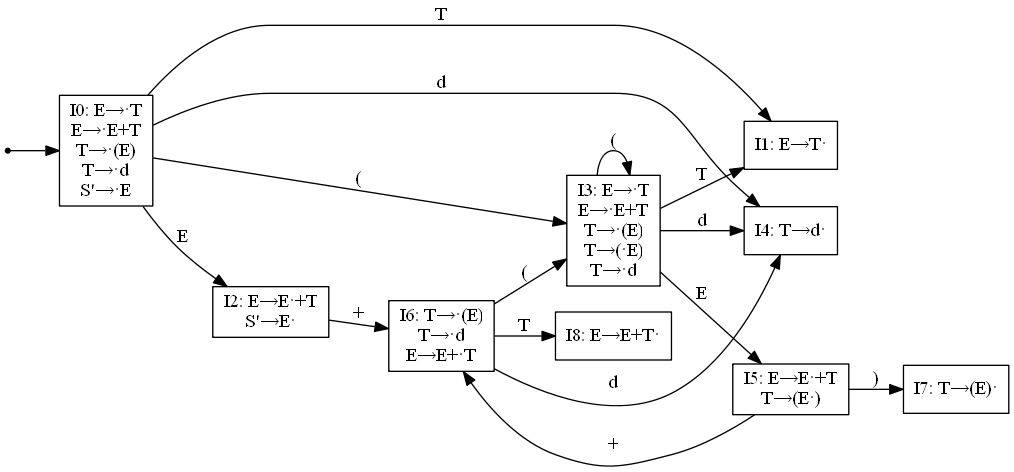 T
d
I0: E→·T
E→·E+T
T→·(E)
T→·d
S'→·E
(
E
(
I3: E→·T
E→·E+T
T→·(E)
T→(·E)
T→·d
T
d
E
I1: E→T·
I4: T→d·
I2: E→E·+T
S'→E·
+
I6: T→·(E)
T→·d
E→E+·T
(
T
d
I8: E→E+T·
I5: E→E·+T
T→(E·)
)
I7: T→(E)·
+